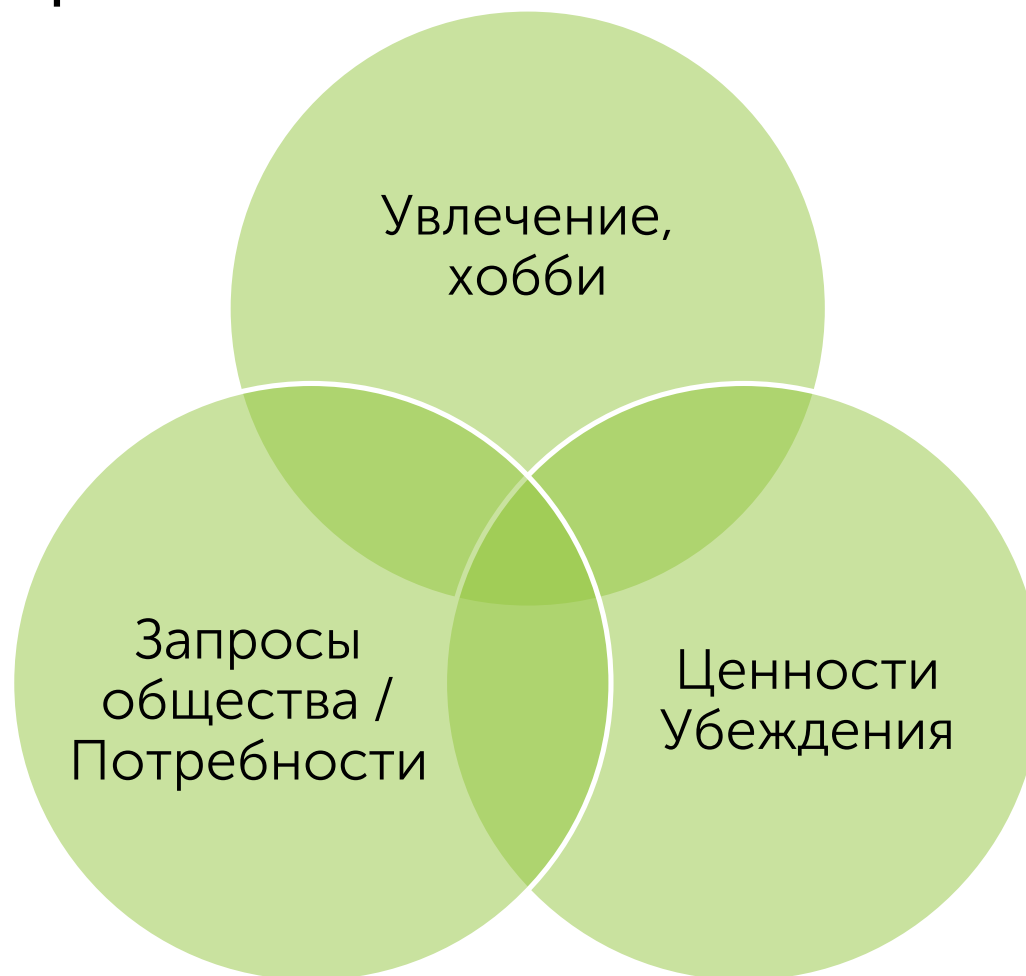 Увлечение,
хобби
Запросы
общества /
Потребности
Ценности
Убеждения